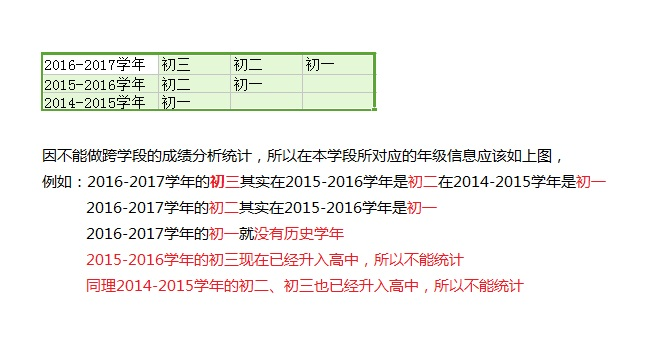 2016-2017学年 初三 初二 初一
2015-2016学年 初二 初一
2014-2015学年 初一
因不能做跨学段的成绩分析统计，所以在本学段所对应的年级信息应该如上图，
例如：2016-2017学年的初三其实在2015-2016学年是初二在2014-2015学年是初一
2016-2017学年的初二其实在2015-2016学年是初一
2016-2017学年的初一就没有历史学年
2015-2016学年的初三现在已经升入高中，所以不能统计
同理2014-2015学年的初二、初三也已经升入高中，所以不能统计